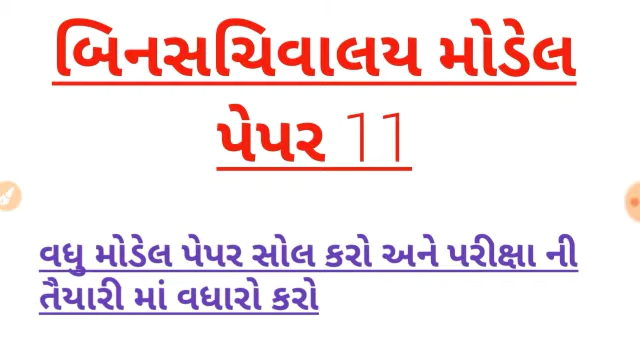 બિનસચિવાલય મોડેલ
પેપર 11
વધુ મોડેલ પેપર સોલ કરો અને પરીક્ષા ની
તૈયારી માં વધારો કરો